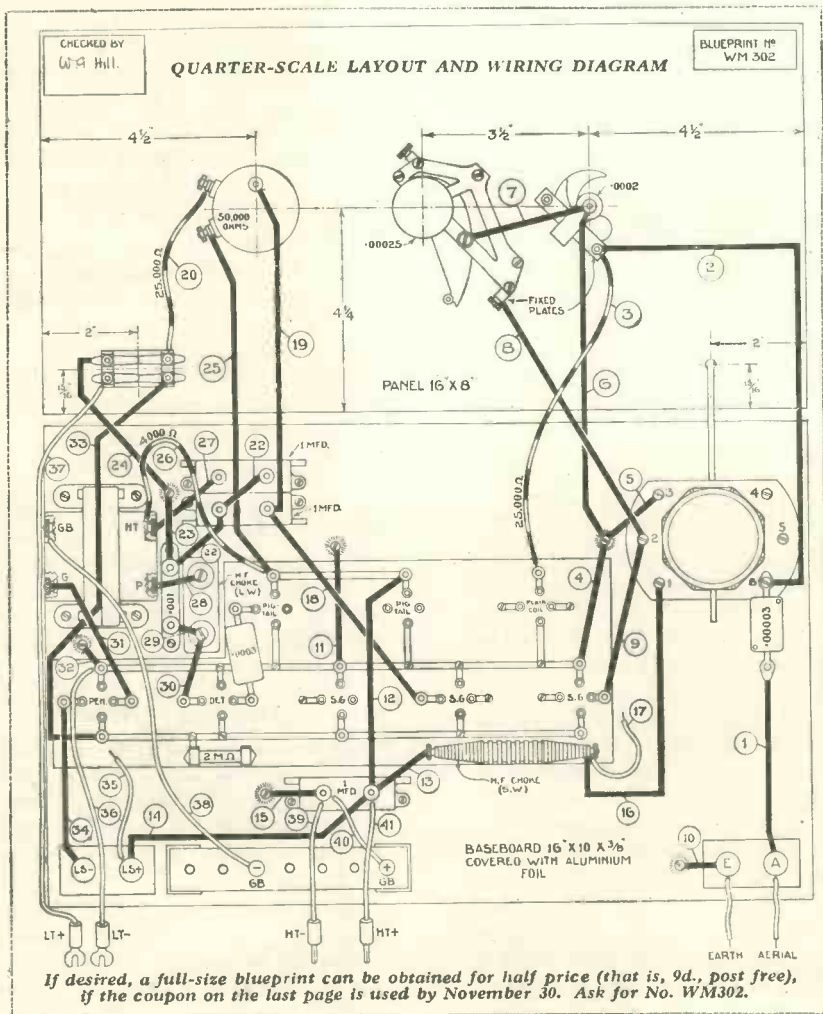 CHECKED BY
W.G Hill.
QUARTER-SCALE LAYOUT AND WIRING DIAGRAM
BLUEPRINT Nº
WM 302
4½"
3½"
4½"
50,000
OHMS
.00025
.0002
7
2
20
25.000 Ω
19
25
4¼
FIXED
PLATES
3
8
6
2"
2"
PANEL 16" X 8"
15/16"
33
24
4,000 Ω
26
27
22
1 MFD.
1 MFD.
37
GB
HT
23
22
G
P
.001
28
H.F
CHOKE
(L.W)
PIG
TAIL
PIG
TAIL
PLAIN
COIL
25.000 Ω
5
3
4
2
5
1
6
4
18
11
.0003
.00003
31
29
32
30
12
9
PEN.
DET.
S.G
S.G
S.G
17
1
35
2 MΩ
13
H.F CHOKE
(S.W)
16
36
34
14
38
15
1
MFD
39
40
41
BASEBOARD 16" X 10 X 3/8"
COVERED WITH ALUMINIUM
FOIL
10
E
A
LS-
LS+
GB
GB
LT+
LT-
HT-
HT+
EARTH
AERIAL
If desired, a full-size blueprint can be obtained for half price (that is, 9d., post free),
if the coupon on the last page is used by November 30. Ask for No. WM302.